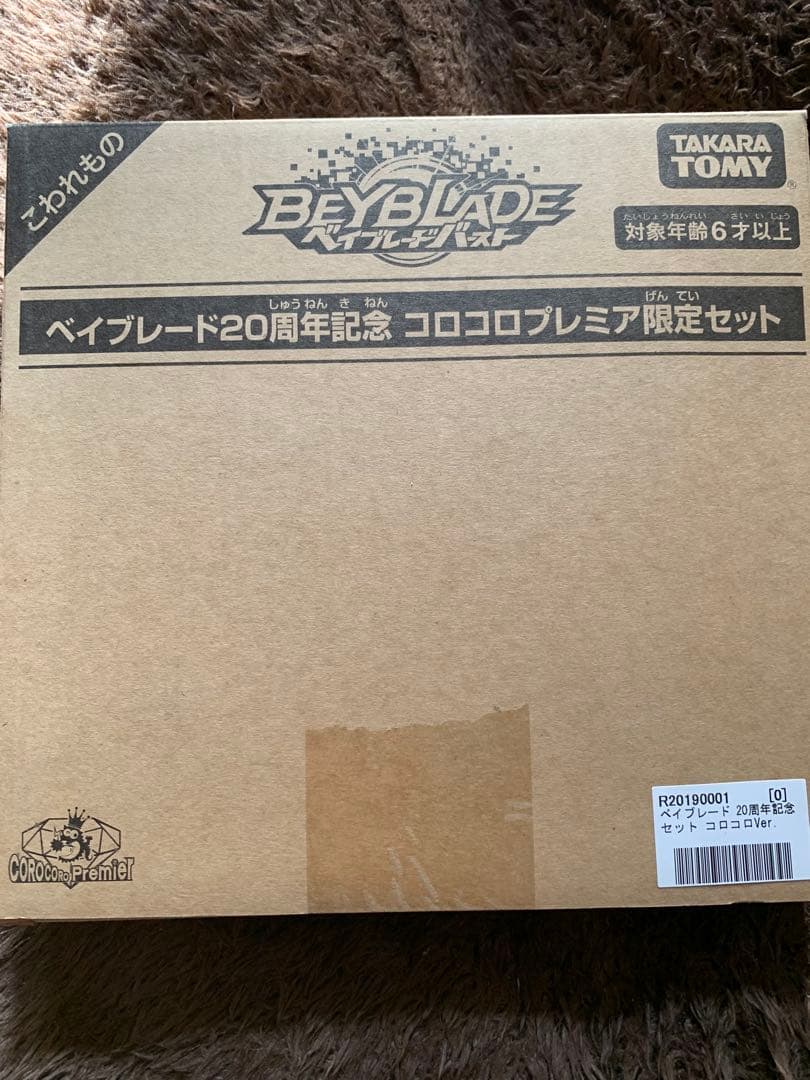 こわれもの
BEYBLADE
ベイブレードバースト
TAKARA
TOMY
®
たいしょうねんれい さいいじょう
対象年齢6才以上
しゅうねんきねん げんてい
ベイブレード20周年記念 コロコロプレミア限定セット
COROCORO Premier
R20190001 [0]
ベイブレード 20周年記念
セット コロコロVer.